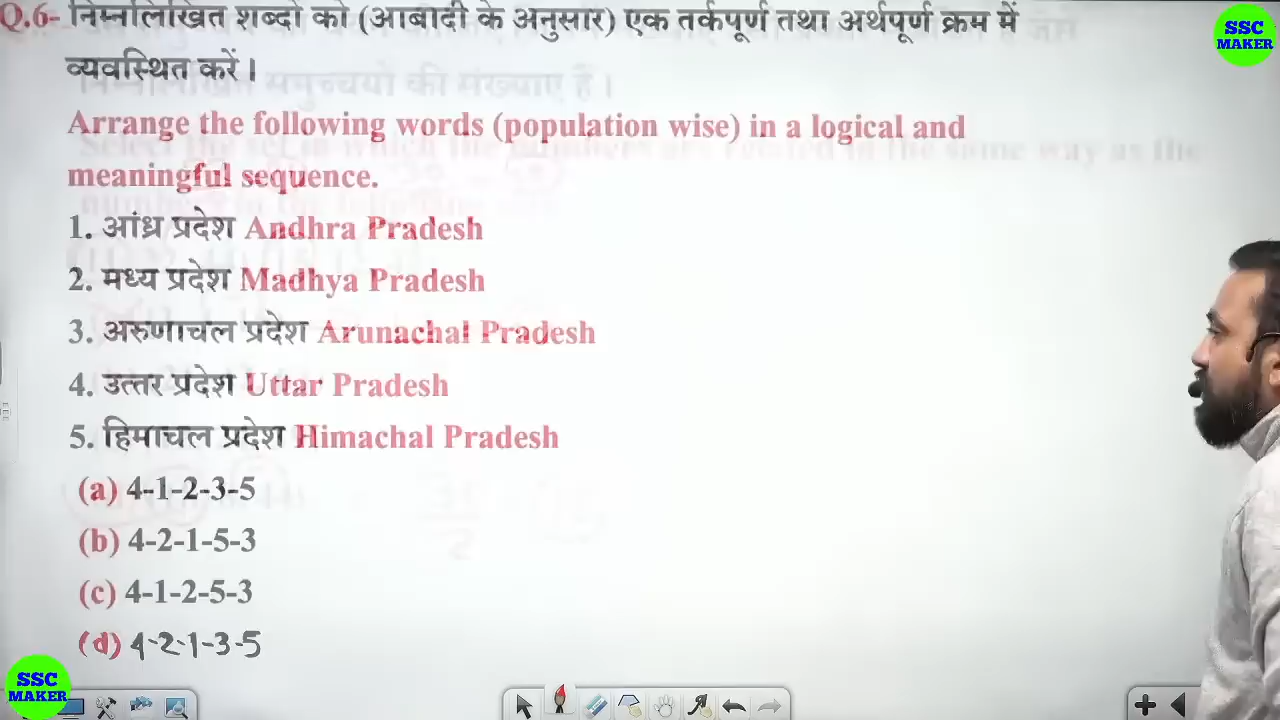 Q.6- निम्नलिखित शब्दों को (आबादी के अनुसार) एक तर्कपूर्ण तथा अर्थपूर्ण क्रम में
व्यवस्थित करें।
Arrange the following words (population wise) in a logical and
meaningful sequence.
1. आंध्र प्रदेश Andhra Pradesh
2. मध्य प्रदेश Madhya Pradesh
3. अरुणाचल प्रदेश Arunachal Pradesh
4. उत्तर प्रदेश Uttar Pradesh
5. हिमाचल प्रदेश Himachal Pradesh
(a) 4-1-2-3-5
(b) 4-2-1-5-3
(c) 4-1-2-5-3
(d) 4-2-1-3-5
SSC
MAKER
SSC
MAKER